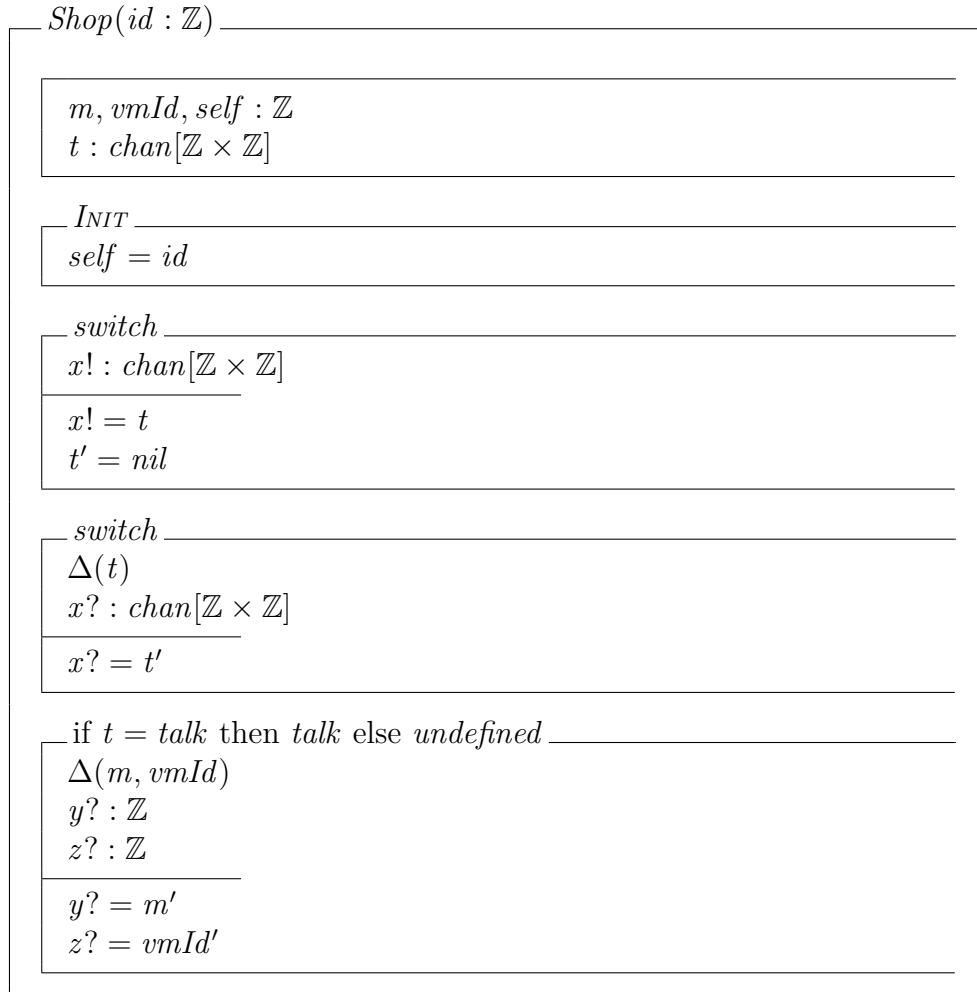 Shop(id : ℤ)
m, vmId, self : ℤ
t : chan[ℤ × ℤ]
INIT
self = id
switch
x! : chan[ℤ × ℤ]
x! = t
t′ = nil
switch
Δ(t)
x? : chan[ℤ × ℤ]
x? = t′
if t = talk then talk else undefined
Δ(m, vmId)
y? : ℤ
z? : ℤ
y? = m′
z? = vmId′